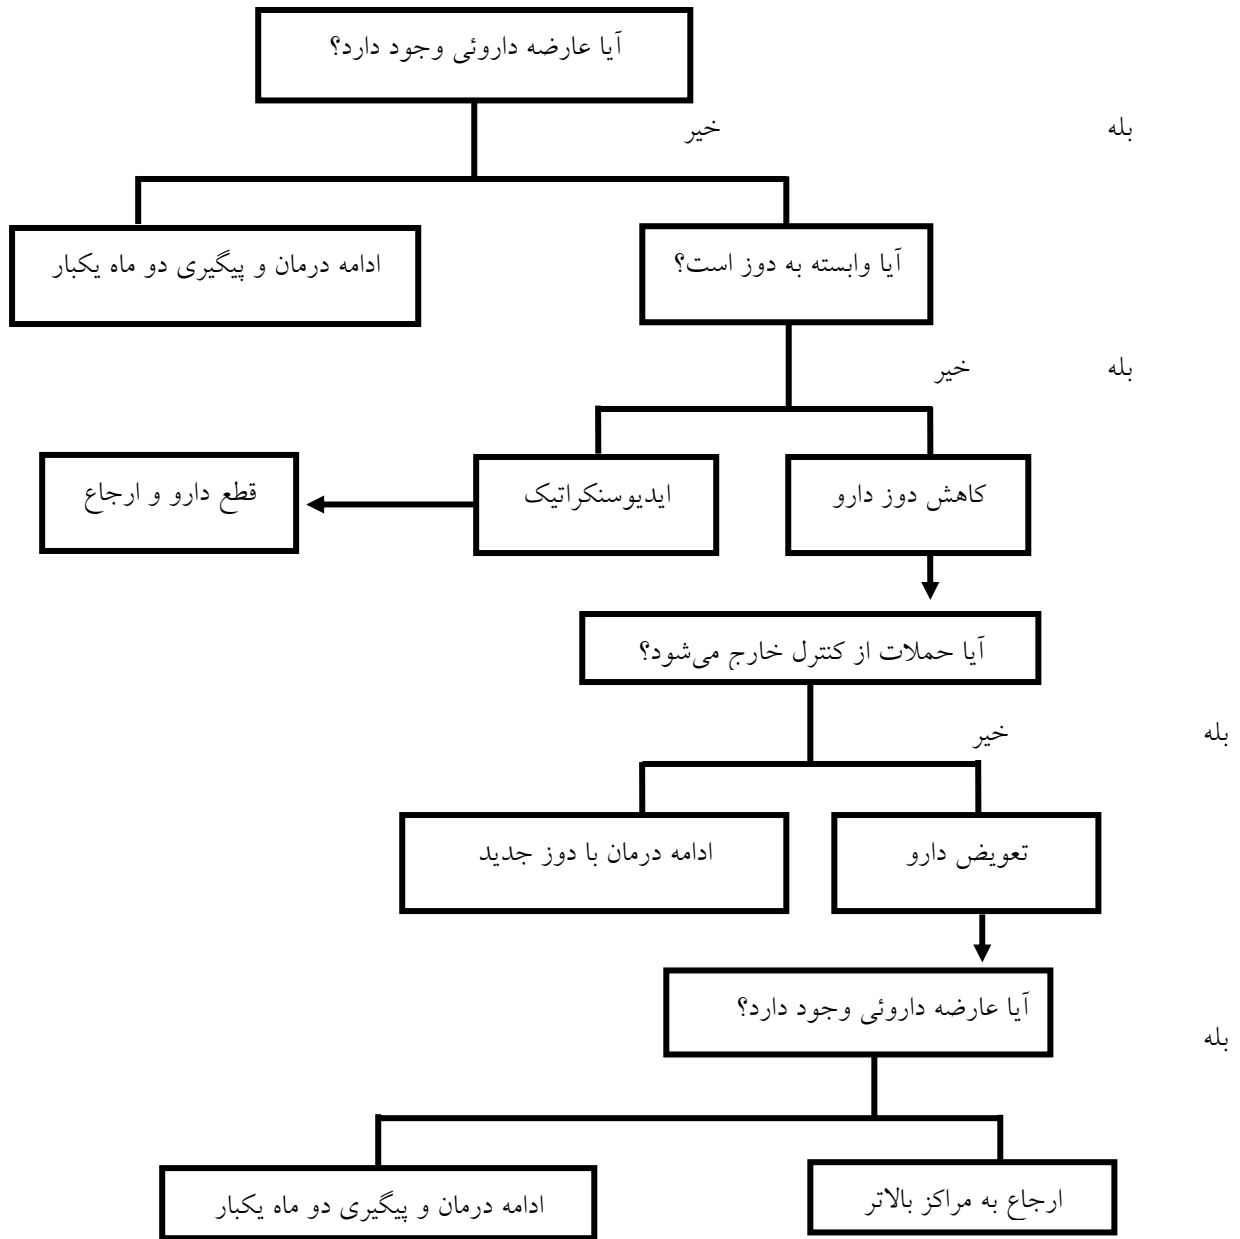 آیا عارضه داروئی وجود دارد؟
بله
خیر
آیا وابسته به دوز است؟
ادامه درمان و پیگیری دو ماه یکبار
بله
خیر
کاهش دوز دارو
ایدیوسنکراتیک
قطع دارو و ارجاع
آیا حملات از کنترل خارج می‌شود؟
بله
خیر
تعویض دارو
ادامه درمان با دوز جدید
آیا عارضه داروئی وجود دارد؟
بله
ارجاع به مراکز بالاتر
ادامه درمان و پیگیری دو ماه یکبار